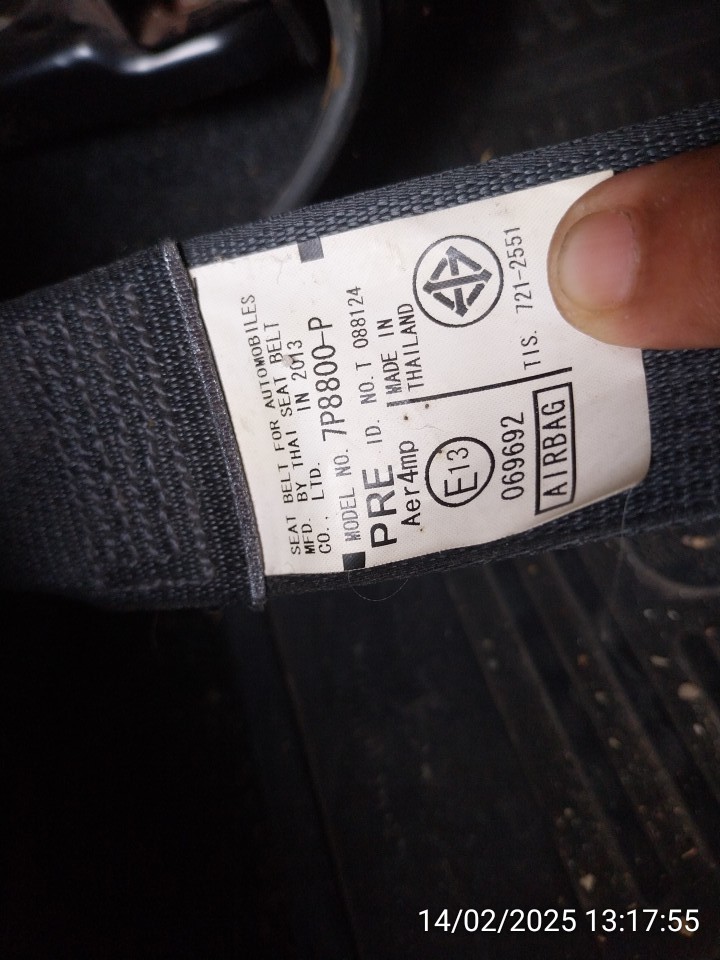 SEAT BELT FOR AUTOMOBILES
MFD. BY THAI SEAT BELT
CO., LTD. IN 2013
MODEL NO. 7P8800-P
PRE ID. NO. T 088124
Aer4mp MADE IN
THAILAND
E13
069692
AIRBAG
TIS. 721-2551
14/02/2025 13:17:55